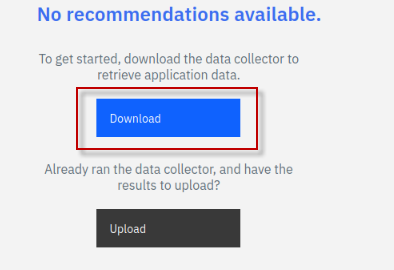 No recommendations available.
To get started, download the data collector to
retrieve application data.
Download
Already ran the data collector, and have the
results to upload?
Upload